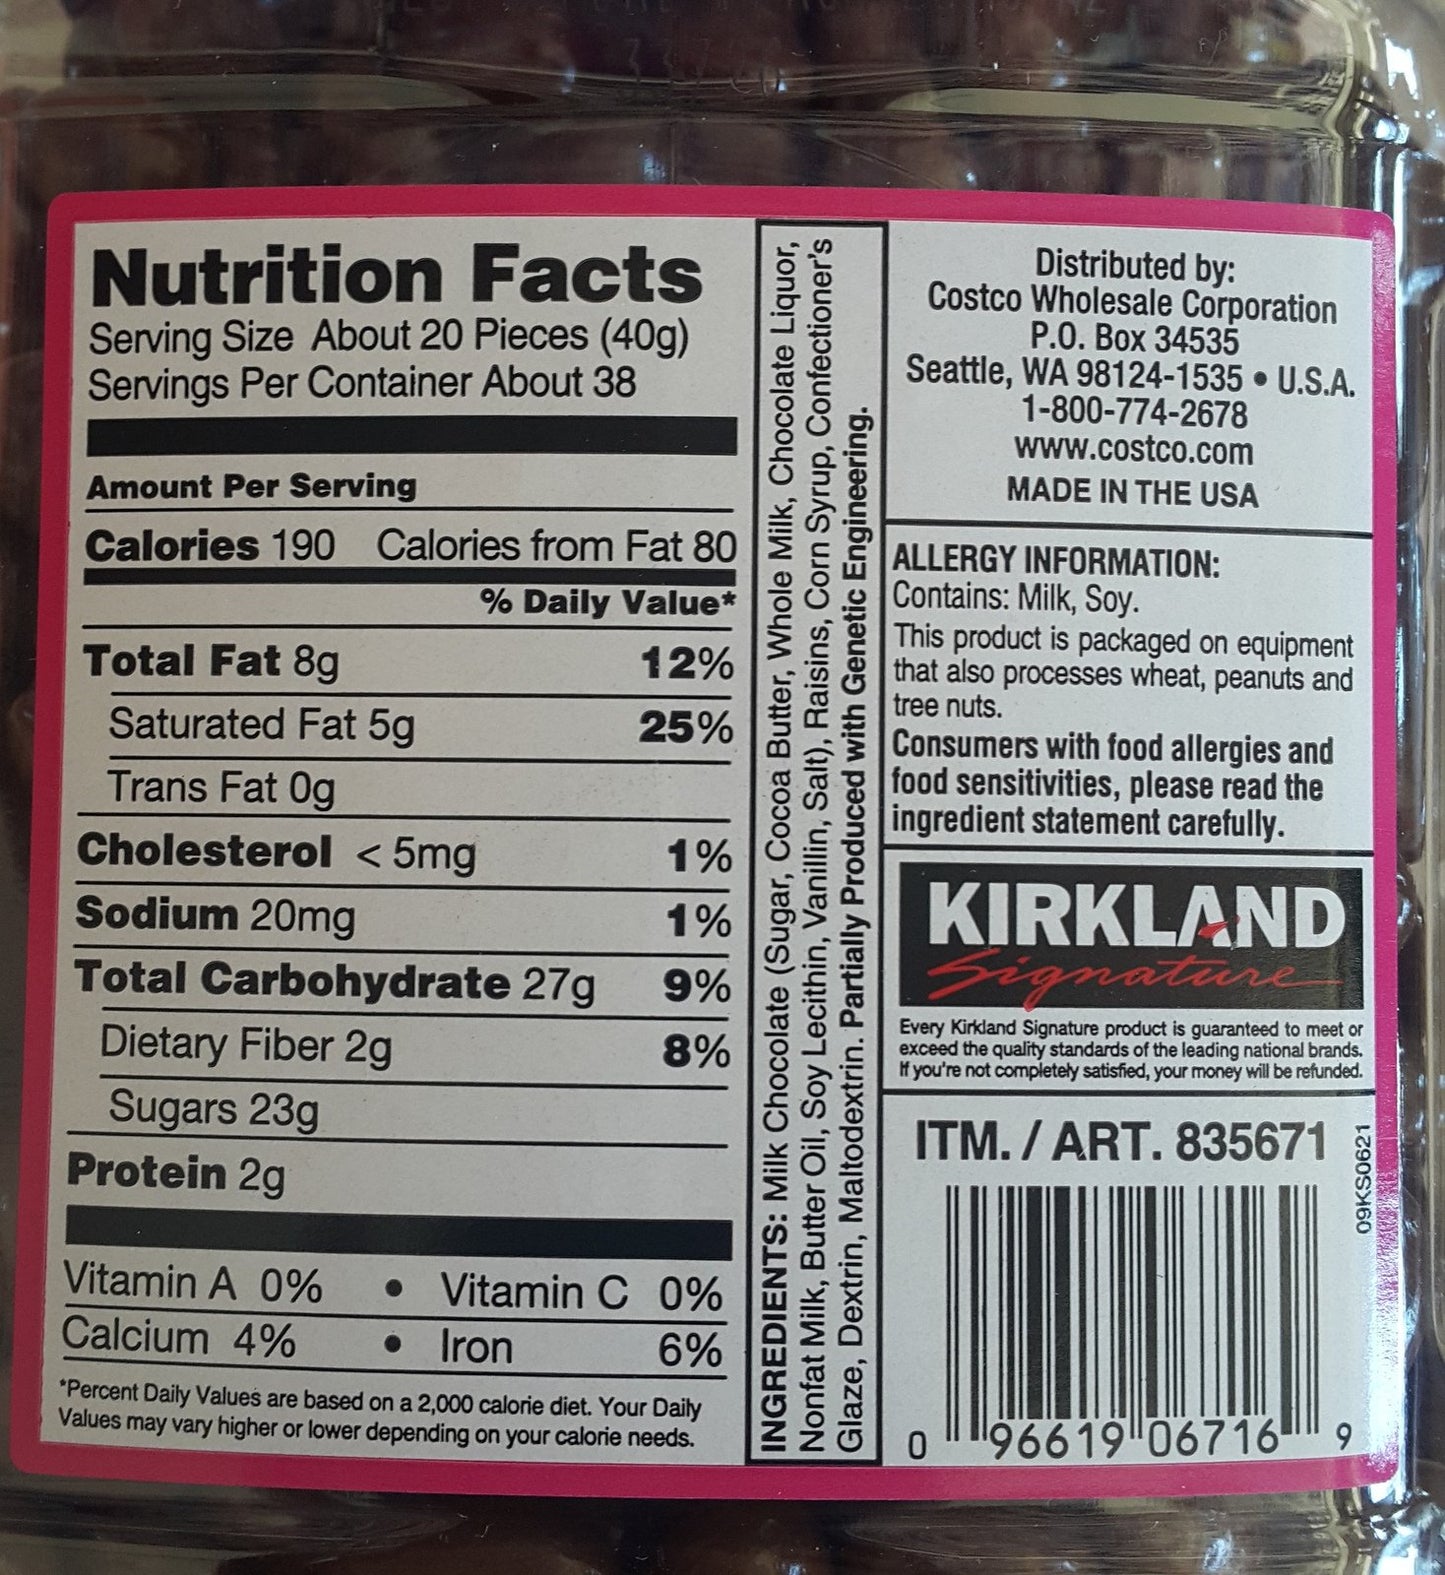 Nutrition Facts
Serving Size About 20 Pieces (40g)
Servings Per Container About 38
Amount Per Serving
Calories 190 Calories from Fat 80
% Daily Value*
Total Fat 8g 12%
Saturated Fat 5g 25%
Trans Fat 0g
Cholesterol < 5mg 1%
Sodium 20mg 1%
Total Carbohydrate 27g 9%
Dietary Fiber 2g 8%
Sugars 23g
Protein 2g
Vitamin A 0% • Vitamin C 0%
Calcium 4% • Iron 6%
*Percent Daily Values are based on a 2,000 calorie diet. Your Daily
Values may vary higher or lower depending on your calorie needs.
INGREDIENTS: Milk Chocolate (Sugar, Cocoa Butter, Whole Milk, Chocolate Liquor,
Nonfat Milk, Butter Oil, Soy Lecithin, Vanillin, Salt), Raisins, Corn Syrup, Confectioner's
Glaze, Dextrin, Maltodextrin. Partially Produced with Genetic Engineering.
Distributed by:
Costco Wholesale Corporation
P.O. Box 34535
Seattle, WA 98124-1535 • U.S.A.
1-800-774-2678
www.costco.com
MADE IN THE USA
ALLERGY INFORMATION:
Contains: Milk, Soy.
This product is packaged on equipment
that also processes wheat, peanuts and
tree nuts.
Consumers with food allergies and
food sensitivities, please read the
ingredient statement carefully.
KIRKLAND
Signature
Every Kirkland Signature product is guaranteed to meet or
exceed the quality standards of the leading national brands.
If you're not completely satisfied, your money will be refunded.
ITM. / ART. 835671
09KS0621
0 96619 06716 9